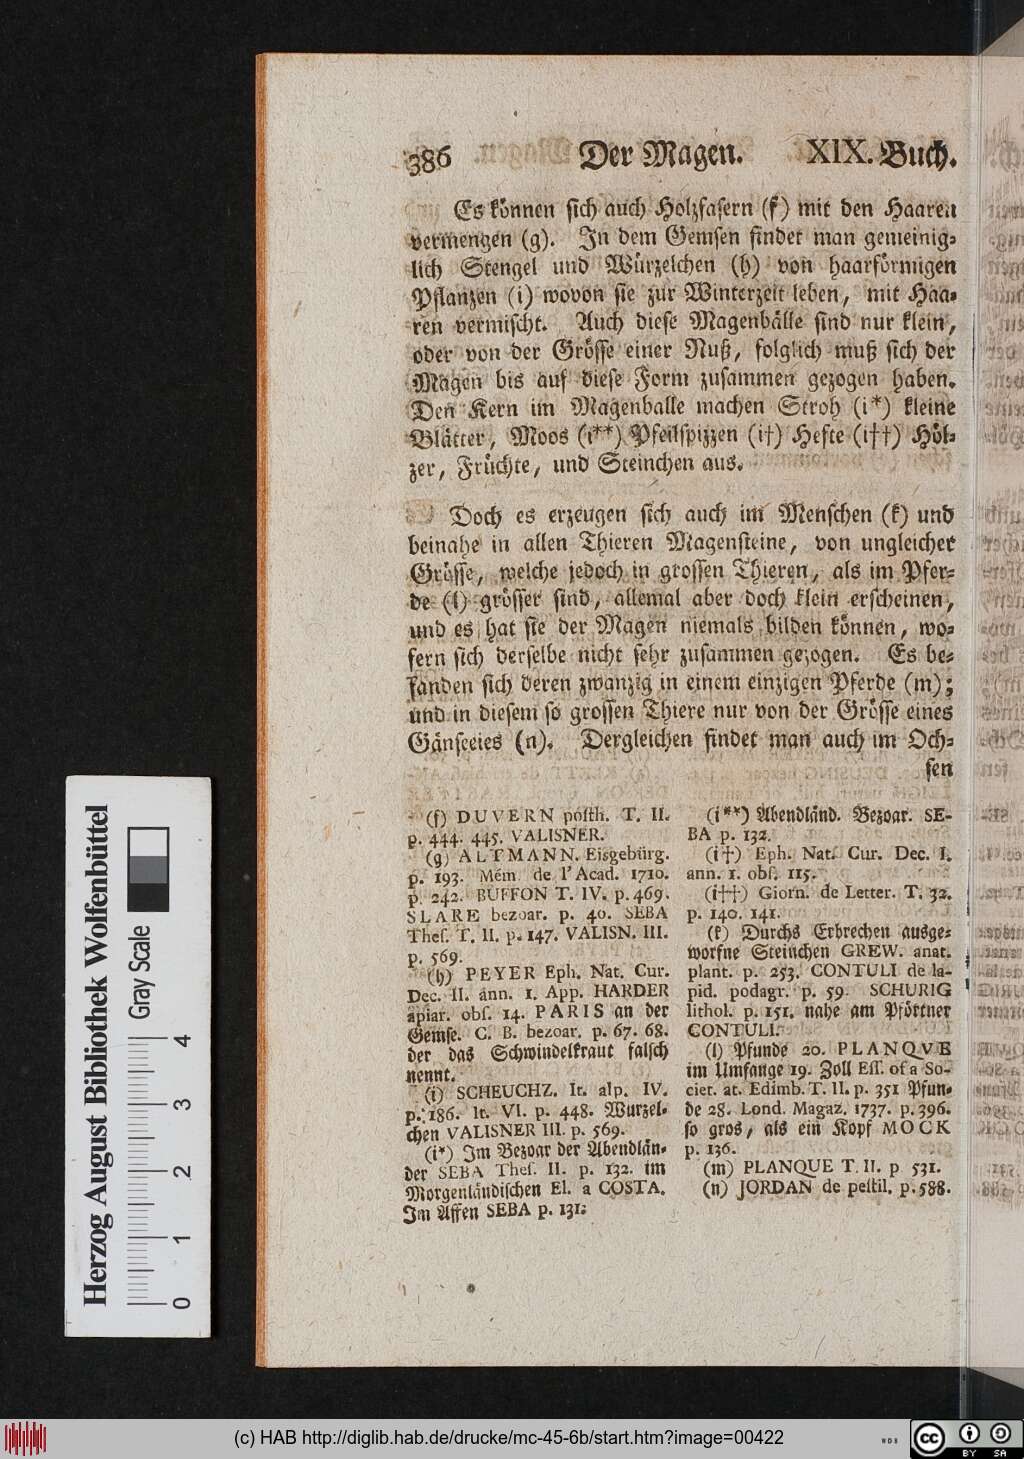 386 Der Magen. XIX. Buch.
Es können sich auch Holzfasern (f) mit den Haaren
vermengen (g). In dem Gemsen findet man gemeinig-
lich Stengel und Würzelchen (h) von haarförmigen
Pflanzen (i) wovon sie zur Winterzeit leben, mit Haa-
ren vermischt. Auch diese Magenbälle sind nur klein,
oder von der Grösse einer Nuß, folglich muß sich der
Magen bis auf diese Form zusammen gezogen haben.
Den Kern im Magenballe machen Stroh (i*) kleine
Blätter, Moos (i**) Pfeilspizzen (i†) Hefte (i††) Höl-
zer, Früchte, und Steinchen aus.
Doch es erzeugen sich auch im Menschen (k) und
beinahe in allen Thieren Magensteine, von ungleicher
Grösse, welche jedoch in grossen Thieren, als im Pfer-
de (l) grösser sind, allemal aber doch klein erscheinen,
und es hat sie der Magen niemals bilden können, wo-
fern sich derselbe nicht sehr zusammen gezogen. Es be-
fanden sich deren zwanzig in einem einzigen Pferde (m);
und in diesem so grossen Thiere nur von der Grösse eines
Gänseeies (n). Dergleichen findet man auch im Och-
sen
(f) DUVERN posth. T. II.
p. 444. 445. VALISNER.
(g) ALTMANN. Eisgebürg.
p. 193. Mém. de l'Acad. 1710.
p. 242. BUFFON T. IV. p. 469.
SLARE bezoar. p. 40. SEBA
Thes. T. II. p. 147. VALISN. III.
p. 569.
(h) PEYER Eph. Nat. Cur.
Dec. II. ann. 1. App. HARDER
apiar. obs. 14. PARIS an der
Gemse. C. B. bezoar. p. 67. 68.
der das Schwindelkraut falsch
nennt.
(i) SCHEUCHZ. It. alp. IV.
p. 186. It. VI. p. 448. Wurzel-
chen VALISNER III. p. 569.
(i*) Im Bezoar der Abendlän-
der SEBA Thes. II. p. 132. im
Morgenländischen El. a COSTA.
Im Affen SEBA p. 131.
(i**) Abendländ. Bezoar. SE-
BA p. 132.
(i†) Eph. Nat. Cur. Dec. I.
ann. 1. obs. 115.
(i††) Giorn. de Letter. T. 32.
p. 140. 141.
(k) Durchs Erbrechen ausge-
worfne Steinchen GREW. anat.
plant. p. 253. CONTULI de la-
pid. podagr. p. 59. SCHURIG
lithol. p. 151. nahe am Pförtner
CONTULI.
(l) Pfunde 20. PLANQVE
im Umfange 19. Zoll Ess. of a So-
ciet. at. Edimb. T. II. p. 351 Pfun-
de 28. Lond. Magaz. 1737. p. 396.
so gros, als ein Kopf MOCK
p. 136.
(m) PLANQUE T. II. p 531.
(n) JORDAN de pestil. p. 588.
Herzog August Bibliothek Wolfenbüttel
Gray Scale
0 1 2 3 4
(c) HAB http://diglib.hab.de/drucke/mc-45-6b/start.htm?image=00422
WDB
cc BY SA